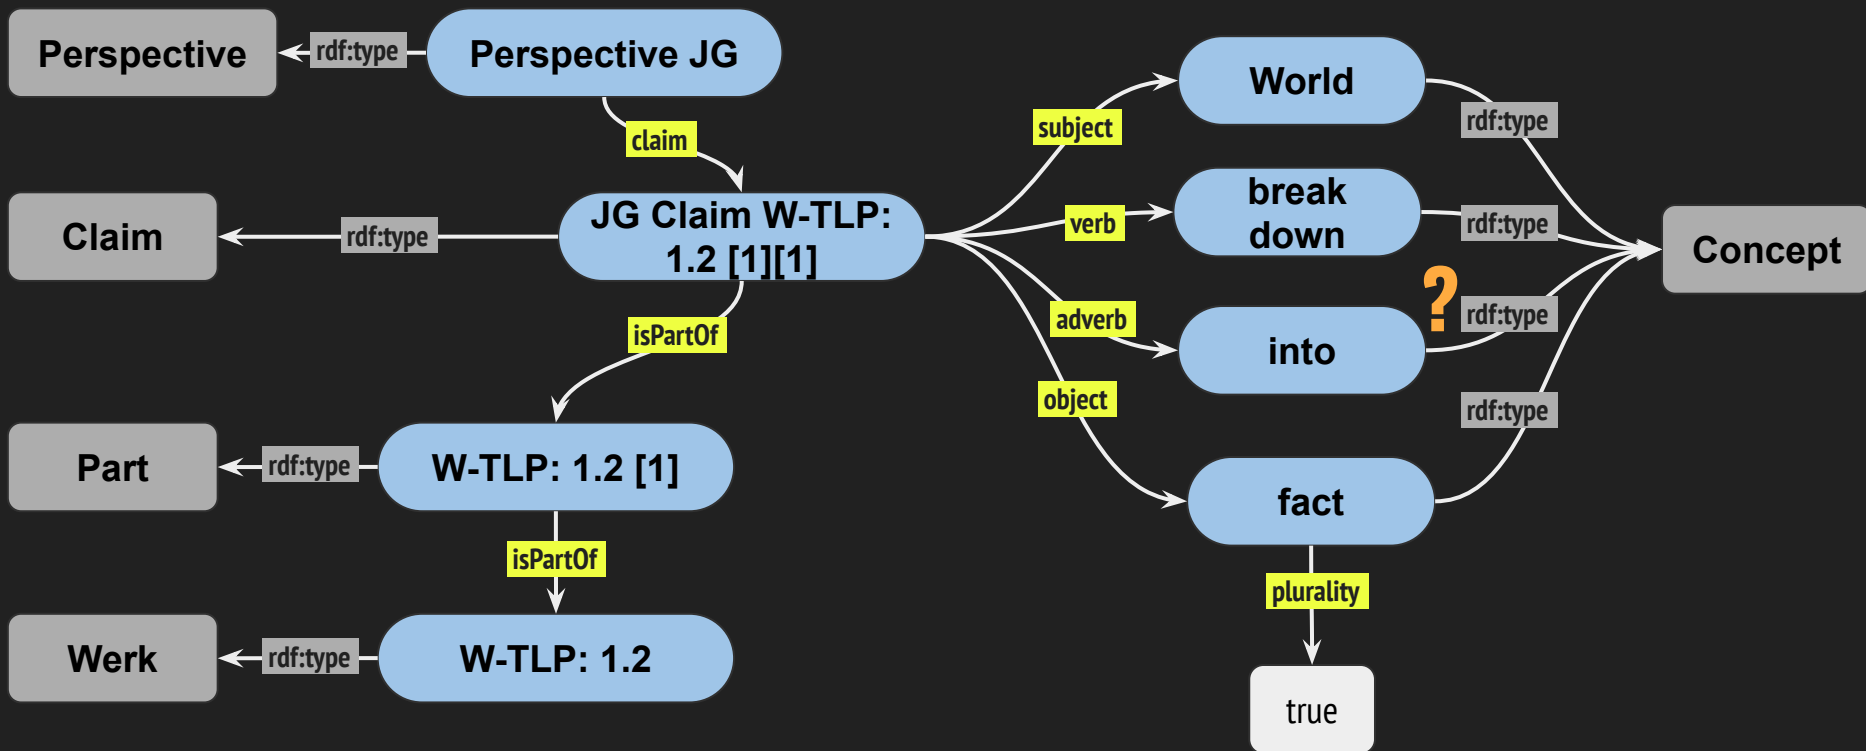 Perspective
rdf:type
Perspective JG
claim
Claim
rdf:type
JG Claim W-TLP:
1.2 [1][1]
isPartOf
Part
rdf:type
W-TLP: 1.2 [1]
isPartOf
Werk
rdf:type
W-TLP: 1.2
subject
World
rdf:type
verb
break
down
rdf:type
adverb
into
?
rdf:type
object
fact
rdf:type
Concept
plurality
true